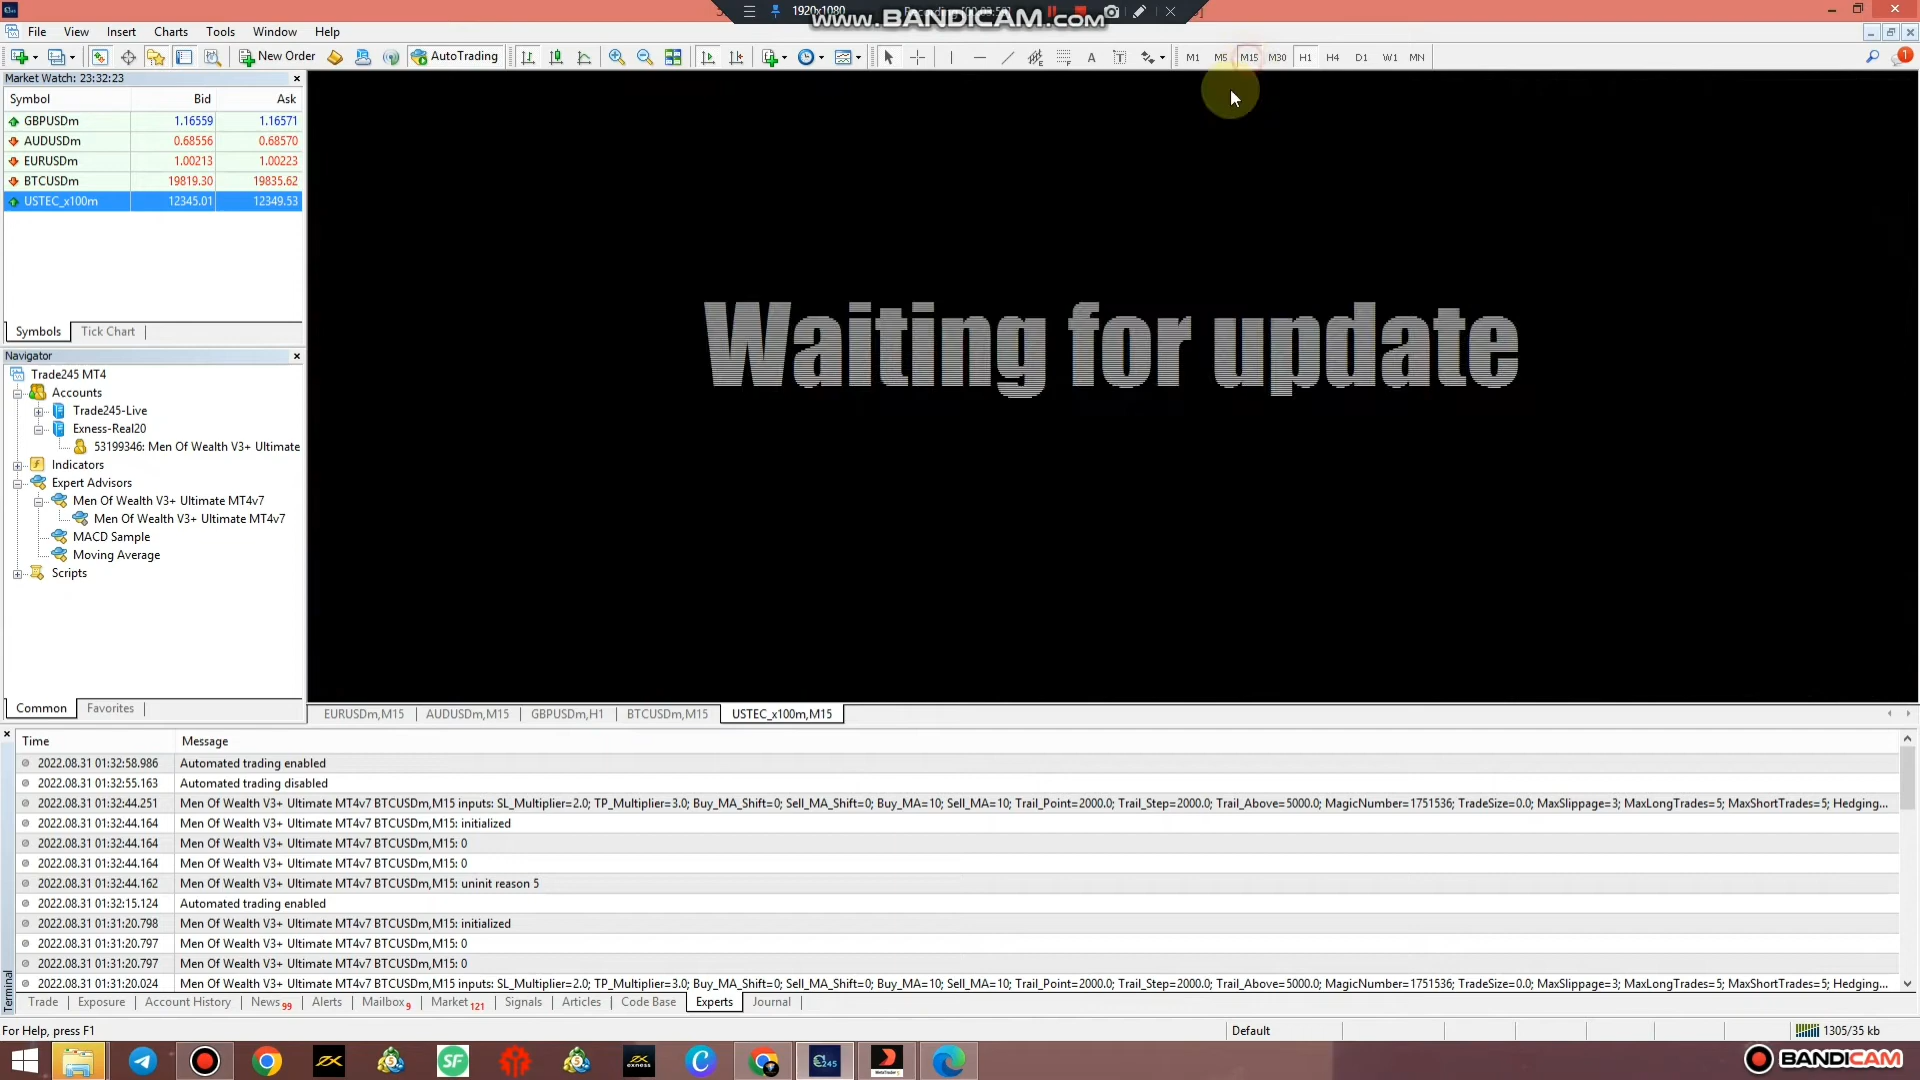 1920x1080
www.BANDICAM.com
File View Insert Charts Tools Window Help
New Order AutoTrading A T M1 M5 M15 M30 H1 H4 D1 W1 MN 1
Market Watch: 23:32:23
Symbol Bid Ask
GBPUSDm 1.16559 1.16571
AUDUSDm 0.68556 0.68570
EURUSDm 1.00213 1.00223
BTCUSDm 19819.30 19835.62
USTEC_x100m 12345.01 12349.53
Symbols Tick Chart
Navigator
Trade245 MT4
Accounts
Trade245-Live
Exness-Real20
53199346: Men Of Wealth V3+ Ultimate
Indicators
Expert Advisors
Men Of Wealth V3+ Ultimate MT4v7
Men Of Wealth V3+ Ultimate MT4v7
MACD Sample
Moving Average
Scripts
Common Favorites
Waiting for update
EURUSDm,M15 AUDUSDm,M15 GBPUSDm,H1 BTCUSDm,M15 USTEC_x100m,M15
Time Message
2022.08.31 01:32:58.986 Automated trading enabled
2022.08.31 01:32:55.163 Automated trading disabled
2022.08.31 01:32:44.251 Men Of Wealth V3+ Ultimate MT4v7 BTCUSDm,M15 inputs: SL_Multiplier=2.0; TP_Multiplier=3.0; Buy_MA_Shift=0; Sell_MA_Shift=0; Buy_MA=10; Sell_MA=10; Trail_Point=2000.0; Trail_Step=2000.0; Trail_Above=5000.0; MagicNumber=1751536; TradeSize=0.0; MaxSlippage=3; MaxLongTrades=5; MaxShortTrades=5; Hedging...
2022.08.31 01:32:44.164 Men Of Wealth V3+ Ultimate MT4v7 BTCUSDm,M15: initialized
2022.08.31 01:32:44.164 Men Of Wealth V3+ Ultimate MT4v7 BTCUSDm,M15: 0
2022.08.31 01:32:44.164 Men Of Wealth V3+ Ultimate MT4v7 BTCUSDm,M15: 0
2022.08.31 01:32:44.162 Men Of Wealth V3+ Ultimate MT4v7 BTCUSDm,M15: uninit reason 5
2022.08.31 01:32:15.124 Automated trading enabled
2022.08.31 01:31:20.798 Men Of Wealth V3+ Ultimate MT4v7 BTCUSDm,M15: initialized
2022.08.31 01:31:20.797 Men Of Wealth V3+ Ultimate MT4v7 BTCUSDm,M15: 0
2022.08.31 01:31:20.797 Men Of Wealth V3+ Ultimate MT4v7 BTCUSDm,M15: 0
2022.08.31 01:31:20.024 Men Of Wealth V3+ Ultimate MT4v7 BTCUSDm,M15 inputs: SL_Multiplier=2.0; TP_Multiplier=3.0; Buy_MA_Shift=0; Sell_MA_Shift=0; Buy_MA=10; Sell_MA=10; Trail_Point=2000.0; Trail_Step=2000.0; Trail_Above=5000.0; MagicNumber=1751536; TradeSize=0.0; MaxSlippage=3; MaxLongTrades=5; MaxShortTrades=5; Hedging...
Terminal
Trade Exposure Account History News 99 Alerts Mailbox 9 Market 121 Signals Articles Code Base Experts Journal
For Help, press F1 Default 1305/35 kb
BANDICAM